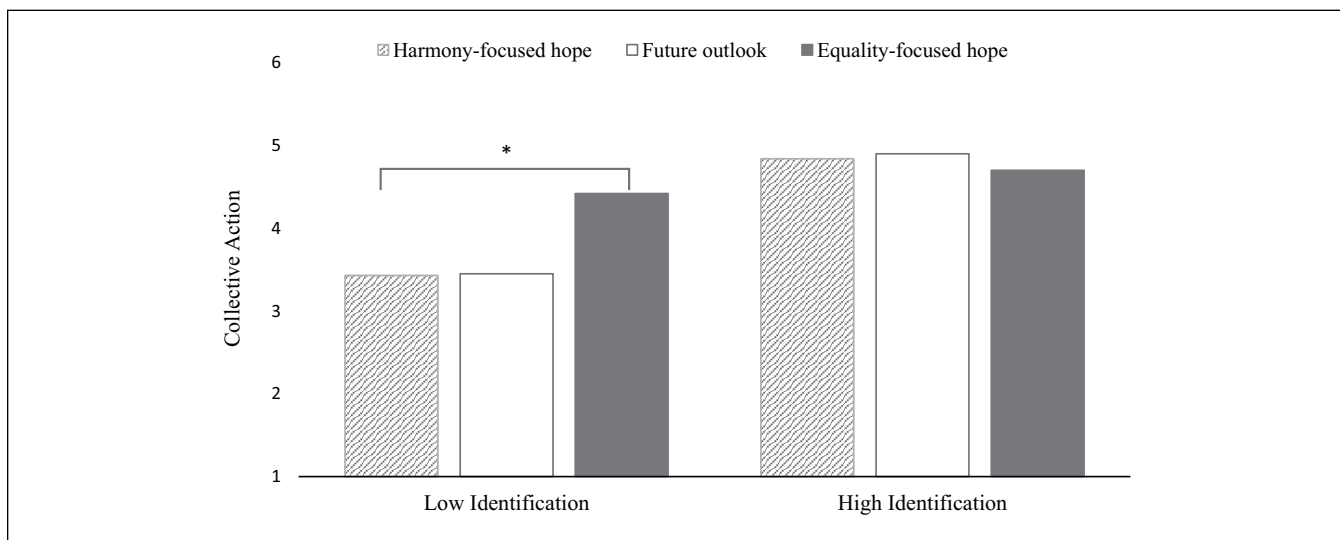 Harmony-focused hope Future outlook Equality-focused hope
6
5
4
3
2
1
Collective Action
*
Low Identification High Identification